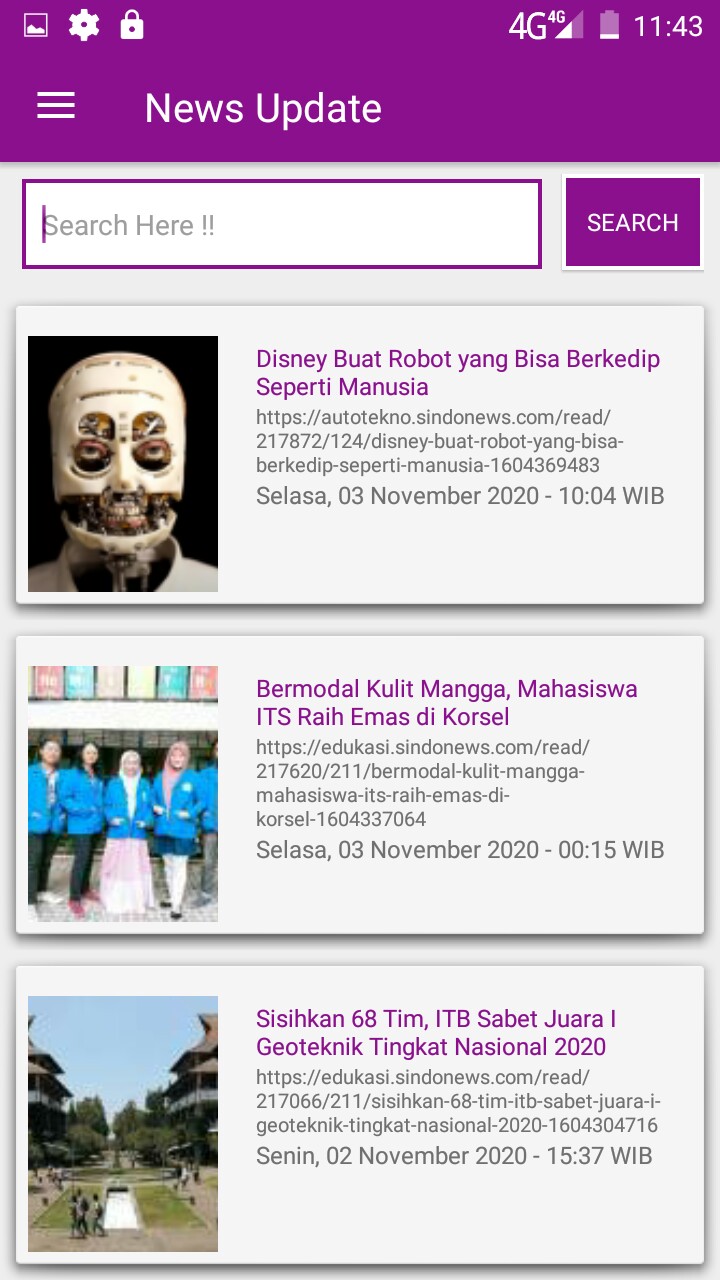 4G 4G 11:43
News Update
Search Here !!
SEARCH
Disney Buat Robot yang Bisa Berkedip
Seperti Manusia
https://autotekno.sindonews.com/read/
217872/124/disney-buat-robot-yang-bisa-
berkedip-seperti-manusia-1604369483
Selasa, 03 November 2020 - 10:04 WIB
Bermodal Kulit Mangga, Mahasiswa
ITS Raih Emas di Korsel
https://edukasi.sindonews.com/read/
217620/211/bermodal-kulit-mangga-
mahasiswa-its-raih-emas-di-
korsel-1604337064
Selasa, 03 November 2020 - 00:15 WIB
Sisihkan 68 Tim, ITB Sabet Juara I
Geoteknik Tingkat Nasional 2020
https://edukasi.sindonews.com/read/
217066/211/sisihkan-68-tim-itb-sabet-juara-i-
geoteknik-tingkat-nasional-2020-1604304716
Senin, 02 November 2020 - 15:37 WIB